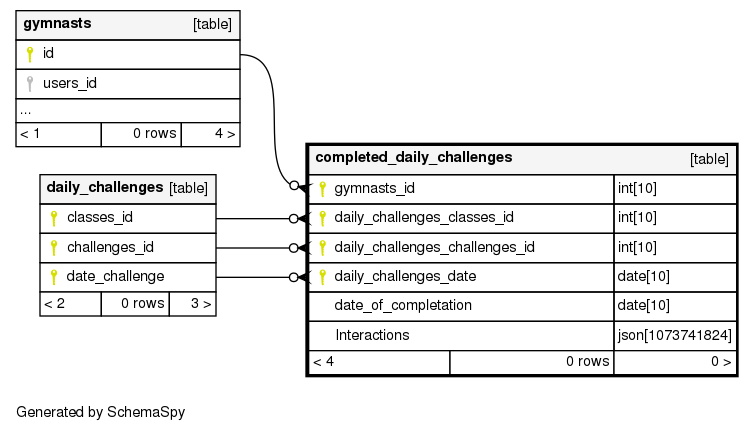 gymnasts [table]
id
users_id
...
< 1 0 rows 4 >
daily_challenges [table]
classes_id
challenges_id
date_challenge
< 2 0 rows 3 >
completed_daily_challenges [table]
gymnasts_id int[10]
daily_challenges_classes_id int[10]
daily_challenges_challenges_id int[10]
daily_challenges_date date[10]
date_of_completion date[10]
Interactions json[1073741824]
< 4 0 rows 0 >
Generated by SchemaSpy